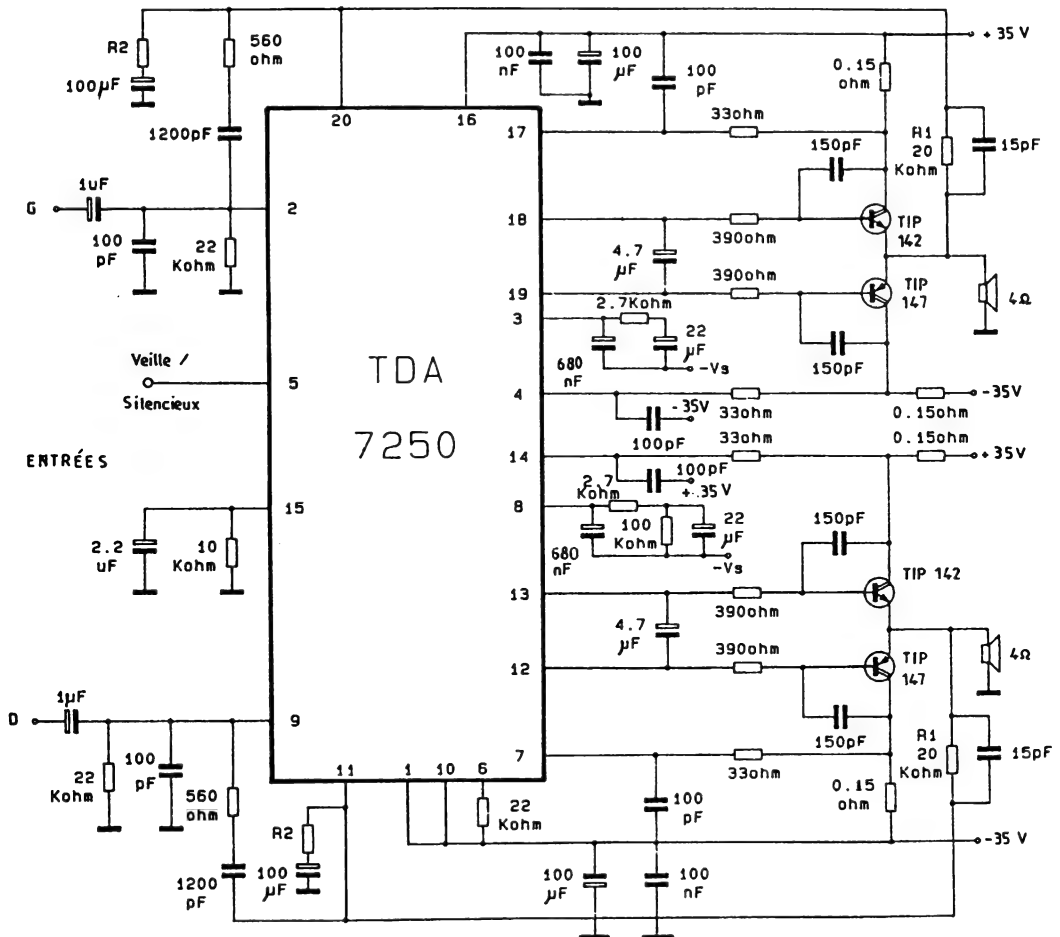 R2
560
ohm
100µF
1200pF
20
16
100
nF
100
µF
100
pF
+35 V
0.15
ohm
17
33ohm
150pF
R1
20
Kohm
15pF
1uF
G
2
100
pF
22
Kohm
18
390ohm
TIP
142
4.7
µF
390ohm
TIP
147
19
2.7Kohm
3
680
nF
22
µF
-Vs
150pF
4Ω
Veille /
Silencieux
5
TDA
7250
4
-35V
100pF
33ohm
-35V
0.15ohm
ENTRÉES
14
100pF
+.35V
33ohm
0.15ohm
+35V
2.7
Kohm
8
680
nF
100
Kohm
22
µF
-Vs
150pF
15
2.2
uF
10
Kohm
13
390ohm
TIP 142
4.7
µF
390ohm
TIP
147
12
4Ω
1µF
D
9
22
Kohm
100
pF
560
ohm
1200
pF
7
33ohm
150pF
R1
20
Kohm
15pF
11
1
10
6
R2
100
µF
22
Kohm
100
pF
0.15
ohm
-35 V
100
µF
100
nF